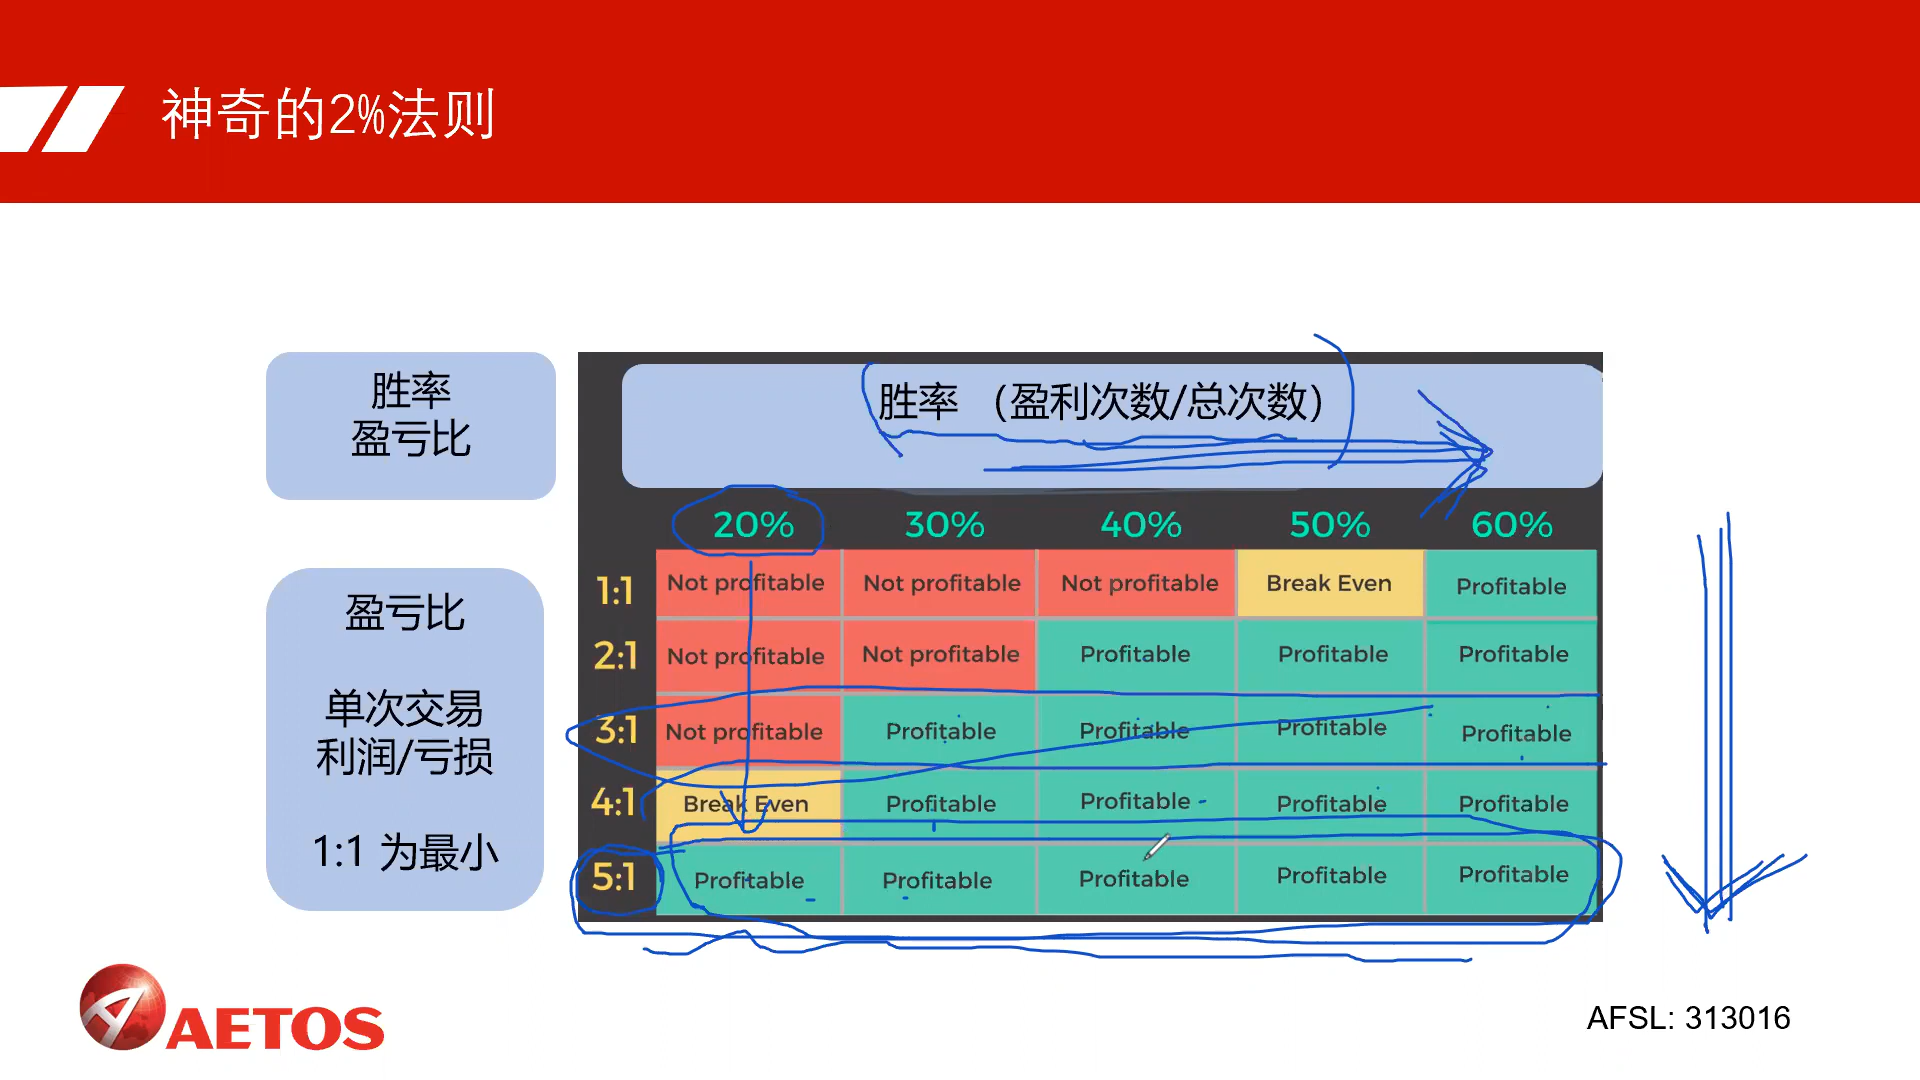 神奇的2%法则
胜率
盈亏比
盈亏比
单次交易
利润/亏损
1:1 为最小
胜率 （盈利次数/总次数）
20% 30% 40% 50% 60%
1:1 Not profitable Not profitable Not profitable Break Even Profitable
2:1 Not profitable Not profitable Profitable Profitable Profitable
3:1 Not profitable Profitable Profitable Profitable Profitable
4:1 Break Even Profitable Profitable Profitable Profitable
5:1 Profitable Profitable Profitable Profitable Profitable
AETOS
AFSL: 313016